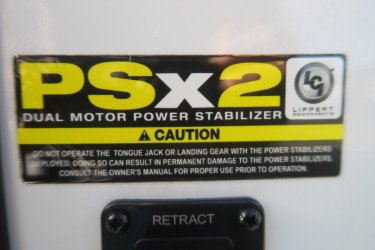 PSx2™
LCI
LIPPERT
COMPONENTS®
DUAL MOTOR POWER STABILIZER
⚠ CAUTION
DO NOT OPERATE THE TONGUE JACK OR LANDING GEAR WITH THE POWER STABILIZERS
DEPLOYED. DOING SO CAN RESULT IN PERMANENT DAMAGE TO THE POWER STABILIZERS.
CONSULT THE OWNER'S MANUAL FOR PROPER USE PRIOR TO OPERATION.
RETRACT